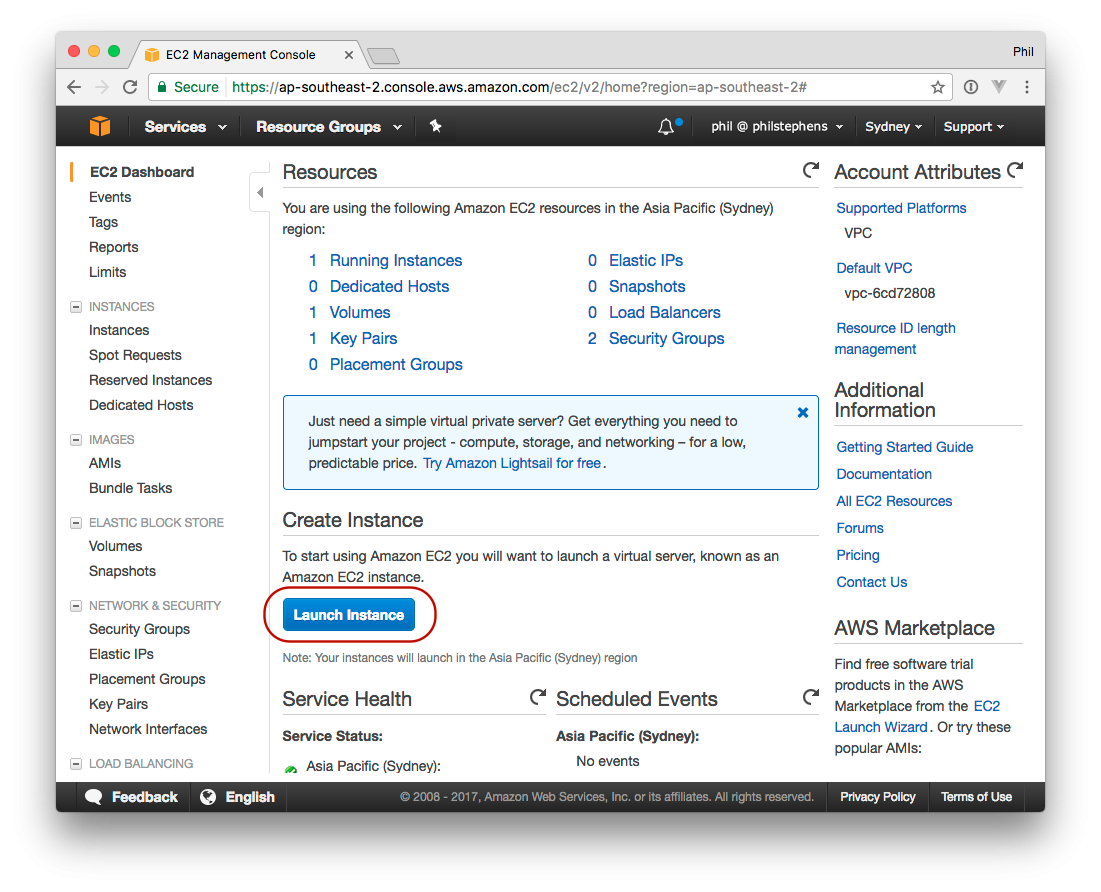 EC2 Management Console
Phil
Secure https://ap-southeast-2.console.aws.amazon.com/ec2/v2/home?region=ap-southeast-2#
Services Resource Groups phil @ philstephens Sydney Support
EC2 Dashboard
Events
Tags
Reports
Limits
INSTANCES
Instances
Spot Requests
Reserved Instances
Dedicated Hosts
IMAGES
AMIs
Bundle Tasks
ELASTIC BLOCK STORE
Volumes
Snapshots
NETWORK & SECURITY
Security Groups
Elastic IPs
Placement Groups
Key Pairs
Network Interfaces
LOAD BALANCING
Resources
You are using the following Amazon EC2 resources in the Asia Pacific (Sydney)
region:
1 Running Instances
0 Dedicated Hosts
1 Volumes
1 Key Pairs
0 Placement Groups
0 Elastic IPs
0 Snapshots
0 Load Balancers
2 Security Groups
Just need a simple virtual private server? Get everything you need to
jumpstart your project - compute, storage, and networking – for a low,
predictable price. Try Amazon Lightsail for free.
Create Instance
To start using Amazon EC2 you will want to launch a virtual server, known as an
Amazon EC2 instance.
Launch Instance
Note: Your instances will launch in the Asia Pacific (Sydney) region
Service Health
Service Status:
Asia Pacific (Sydney):
Scheduled Events
Asia Pacific (Sydney):
No events
Account Attributes
Supported Platforms
VPC
Default VPC
vpc-6cd72808
Resource ID length
management
Additional
Information
Getting Started Guide
Documentation
All EC2 Resources
Forums
Pricing
Contact Us
AWS Marketplace
Find free software trial
products in the AWS
Marketplace from the EC2
Launch Wizard. Or try these
popular AMIs:
Feedback English © 2008 - 2017, Amazon Web Services, Inc. or its affiliates. All rights reserved. Privacy Policy Terms of Use